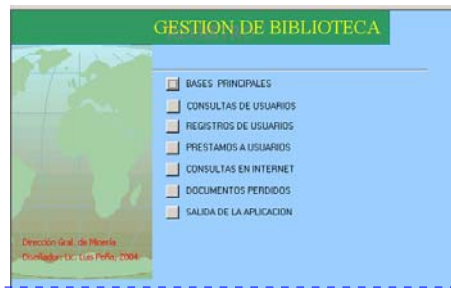 GESTION DE BIBLIOTECA
BASES PRINCIPALES
CONSULTAS DE USUARIOS
REGISTROS DE USUARIOS
PRESTAMOS A USUARIOS
CONSULTAS EN INTERNET
DOCUMENTOS PERDIDOS
SALIDA DE LA APLICACION
Dirección Gral. de Minería
Diseñador: Lic. Luis Peña, 2004